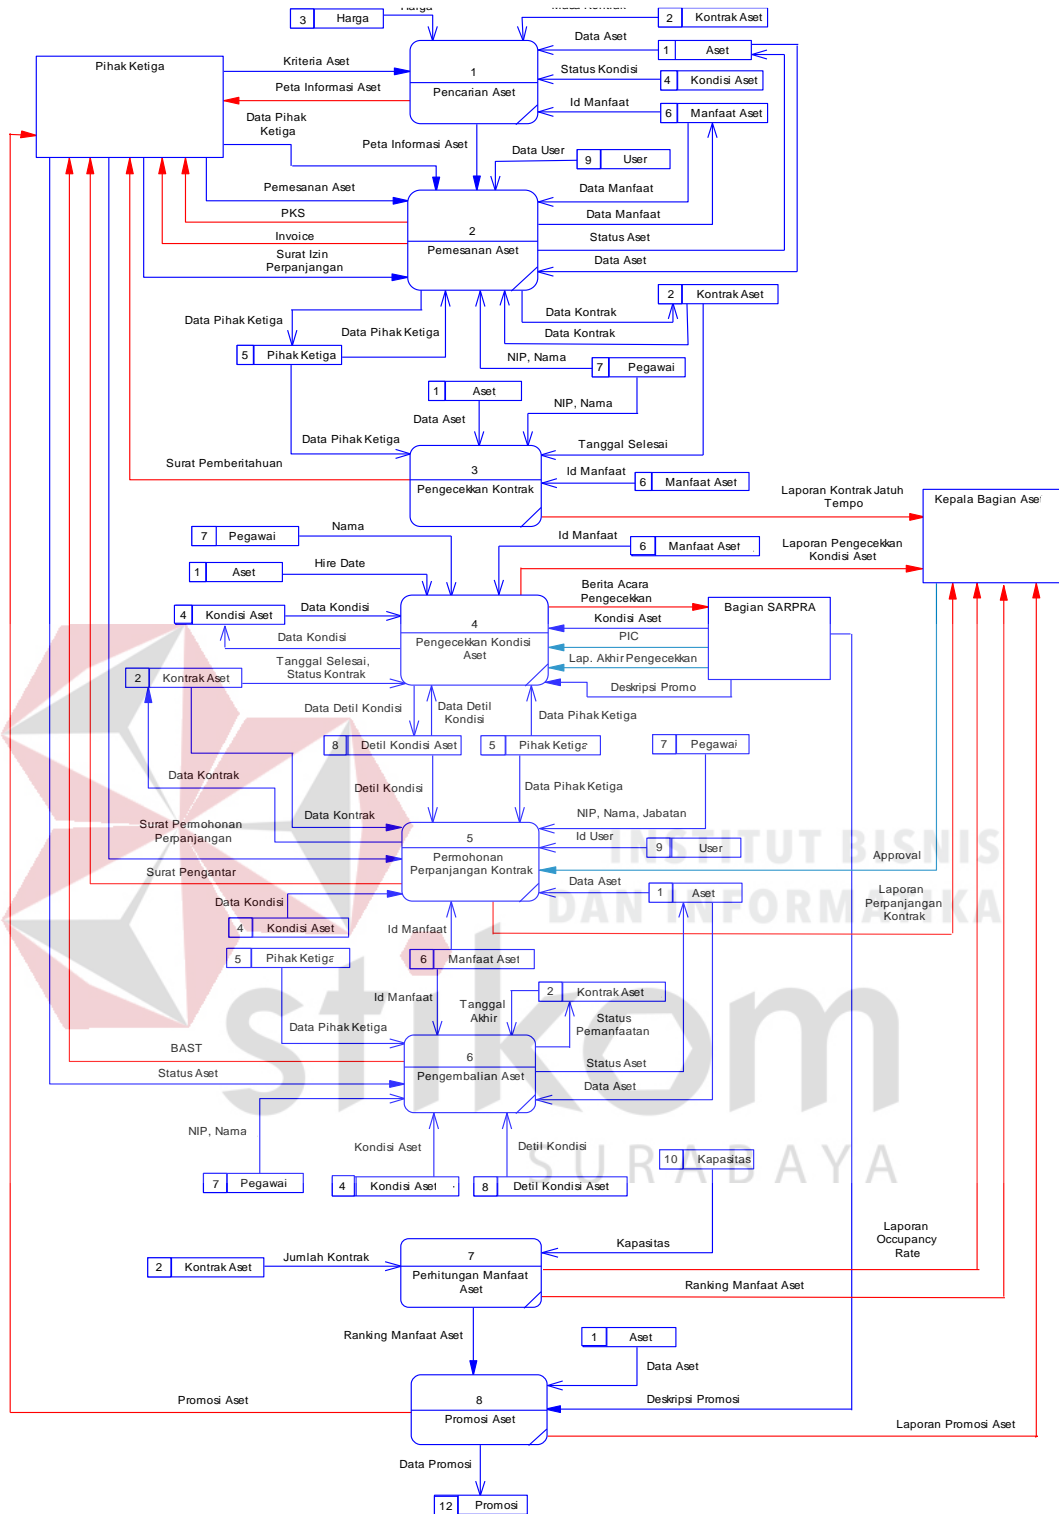 Harga
3 Harga
2 Kontrak Aset
Data Aset
1 Aset
Pihak Ketiga
Kriteria Aset
1
Status Kondisi
4 Kondisi Aset
Pencarian Aset
Peta Informasi Aset
Id Manfaat
6 Manfaat Aset
Data Pihak
Ketiga
Peta Informasi Aset
Data User
9 User
Pemesanan Aset
Data Manfaat
PKS
Data Manfaat
2
Invoice
Status Aset
Pemesanan Aset
Surat Izin
Perpanjangan
Data Aset
2 Kontrak Aset
Data Pihak Ketiga
Data Pihak Ketiga
Data Kontrak
Data Kontrak
5 Pihak Ketiga
NIP, Nama
7 Pegawai
1 Aset
NIP, Nama
Data Aset
Data Pihak Ketiga
Tanggal Selesai
Surat Pemberitahuan
3
Id Manfaat
Pengecekkan Kontrak
6 Manfaat Aset
Laporan Kontrak Jatuh
Tempo
Kepala Bagian Aset
Nama
7 Pegawai
Id Manfaat
6 Manfaat Aset
Laporan Pengecekkan
Kondisi Aset
Hire Date
1 Aset
Berita Acara
Pengecekkan
Bagian SARPRA
4 Kondisi Aset
Data Kondisi
4
Kondisi Aset
Data Kondisi
Pengecekkan Kondisi
Aset
PIC
Tanggal Selesai,
Status Kontrak
Lap. Akhir Pengecekkan
2 Kontrak Aset
Deskripsi Promo
Data Detil Kondisi
Data Detil
Kondisi
Data Pihak Ketiga
8 Detil Kondisi Aset
5 Pihak Ketiga
7 Pegawai
Data Kontrak
Detil Kondisi
Data Pihak Ketiga
Data Kontrak
NIP, Nama, Jabatan
Surat Permohonan
Perpanjangan
5
Id User
9 User
INSTITUT BISNIS
Permohonan
Perpanjangan Kontrak
Approval
Surat Pengantar
Data Aset
1 Aset
DAN INFORMATIKA
Laporan
Perpanjangan
Kontrak
Data Kondisi
4 Kondisi Aset
Id Manfaat
5 Pihak Ketiga
6 Manfaat Aset
stikom
Id Manfaat
Tanggal
Akhir
2 Kontrak Aset
Data Pihak Ketiga
Status
Pemanfaatan
BAST
6
Status Aset
Status Aset
Pengembalian Aset
Data Aset
NIP, Nama
Kondisi Aset
Detil Kondisi
SURABAYA
10 Kapasitas
7 Pegawai
4 Kondisi Aset
8 Detil Kondisi Aset
Laporan
Occupancy
Rate
Kapasitas
Jumlah Kontrak
7
2 Kontrak Aset
Perhitungan Manfaat
Aset
Ranking Manfaat Aset
Ranking Manfaat Aset
1 Aset
Data Aset
Promosi Aset
8
Deskripsi Promosi
Promosi Aset
Laporan Promosi Aset
Data Promosi
12 Promosi